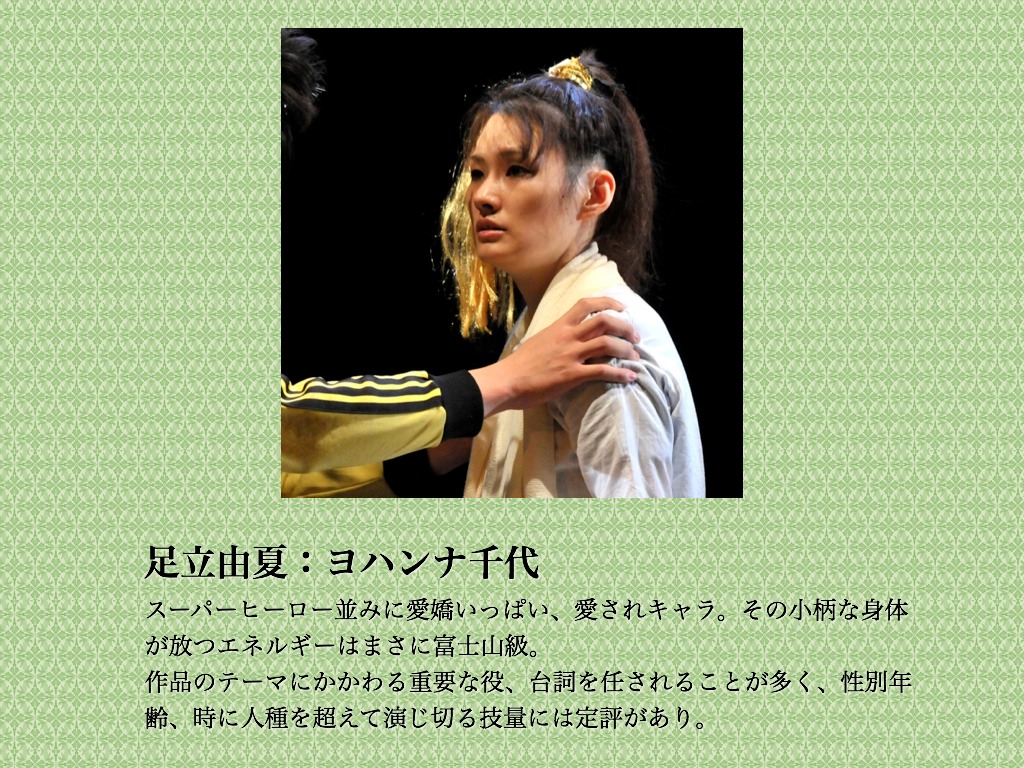 足立由夏：ヨハンナ千代
スーパーヒーロー並みに愛嬌いっぱい、愛されキャラ。その小柄な身体
が放つエネルギーはまさに富士山級。
作品のテーマにかかわる重要な役、台詞を任されることが多く、性別年
齢、時に人種を超えて演じ切る技量には定評があり。